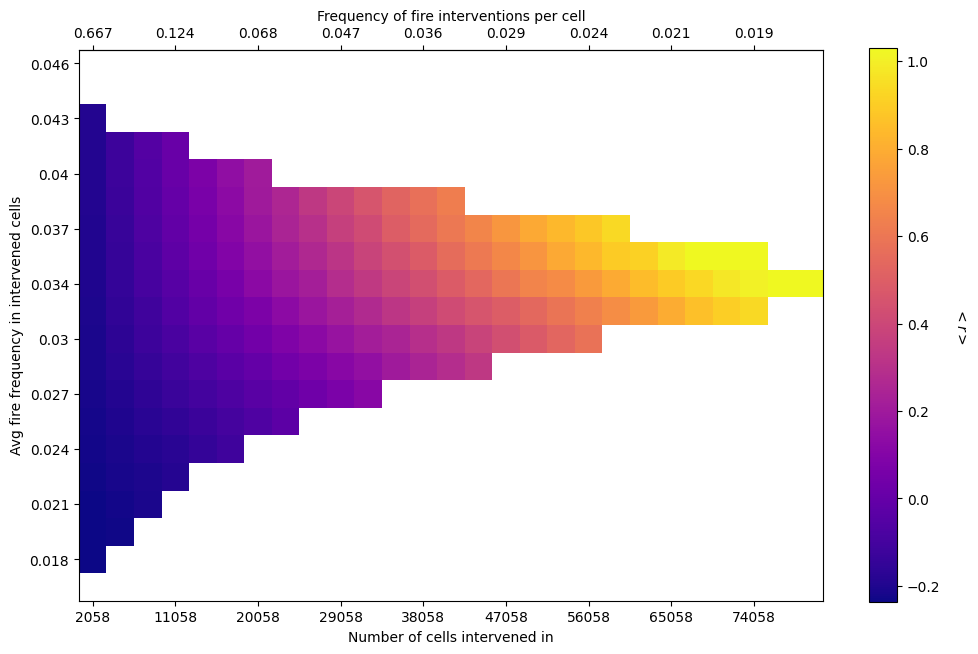 Frequency of fire interventions per cell
0.667 0.124 0.068 0.047 0.036 0.029 0.024 0.021 0.019
Avg fire frequency in intervened cells
0.046
0.043
0.04
0.037
0.034
0.03
0.027
0.024
0.021
0.018
2058 11058 20058 29058 38058 47058 56058 65058 74058
Number of cells intervened in
1.0
0.8
0.6
0.4
0.2
0.0
−0.2
< r >